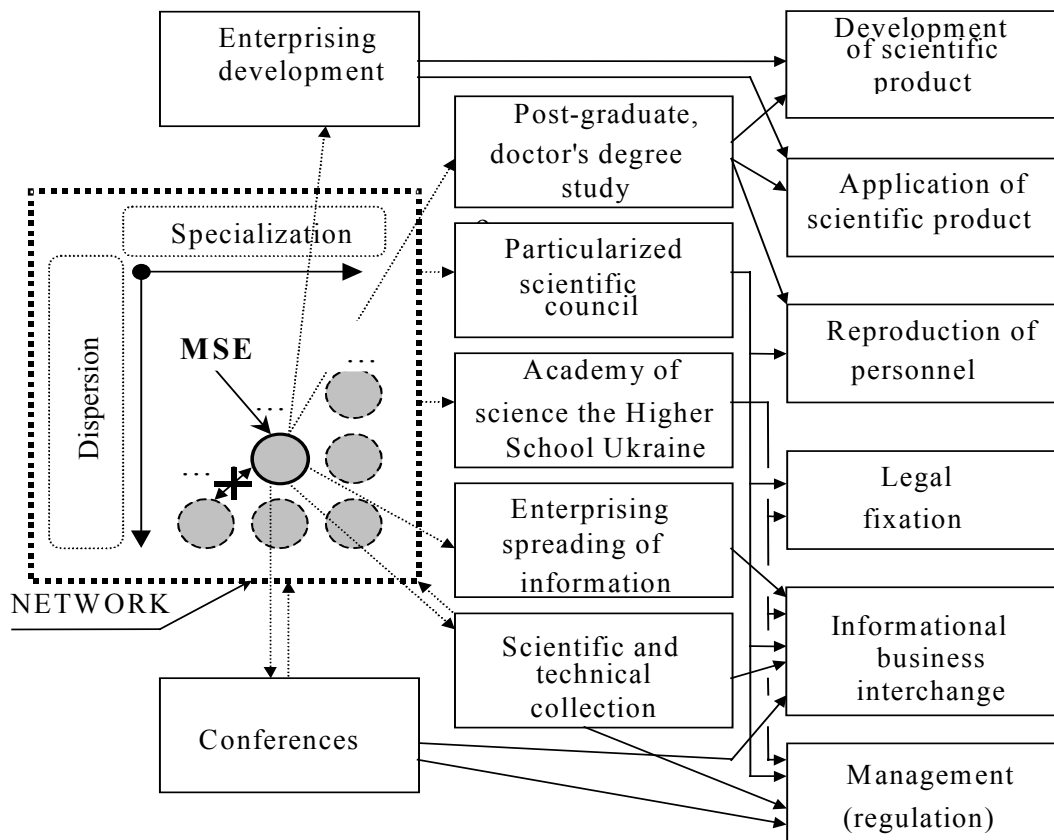 Enterprising
development
Development
of scientific
product
Post-graduate,
doctor's degree
study
Application of
scientific product
Specialization
Particularized
scientific
council
Dispersion
MSE
Reproduction of
personnel
Academy of
science the Higher
School Ukraine
Legal
fixation
Enterprising
spreading of
information
NETWORK
Scientific and
technical
collection
Informational
business
interchange
Conferences
Management
(regulation)